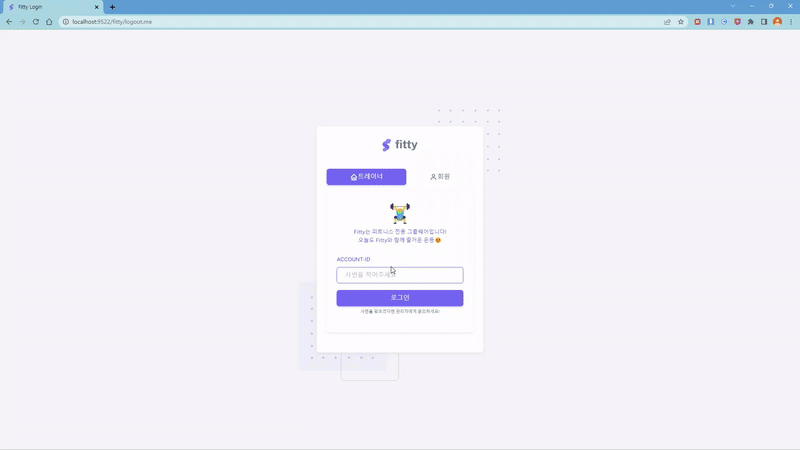 Fitty Login
localhost:9522/fitty/logout.me
fitty
트레이너
회원
Fitty는 피트니스 전용 그룹웨어입니다!
오늘도 Fitty와 함께 즐거운 운동
ACCOUNT-ID
사번을 적어주세요
로그인
사번을 잊으셨다면 관리자에게 문의하세요!